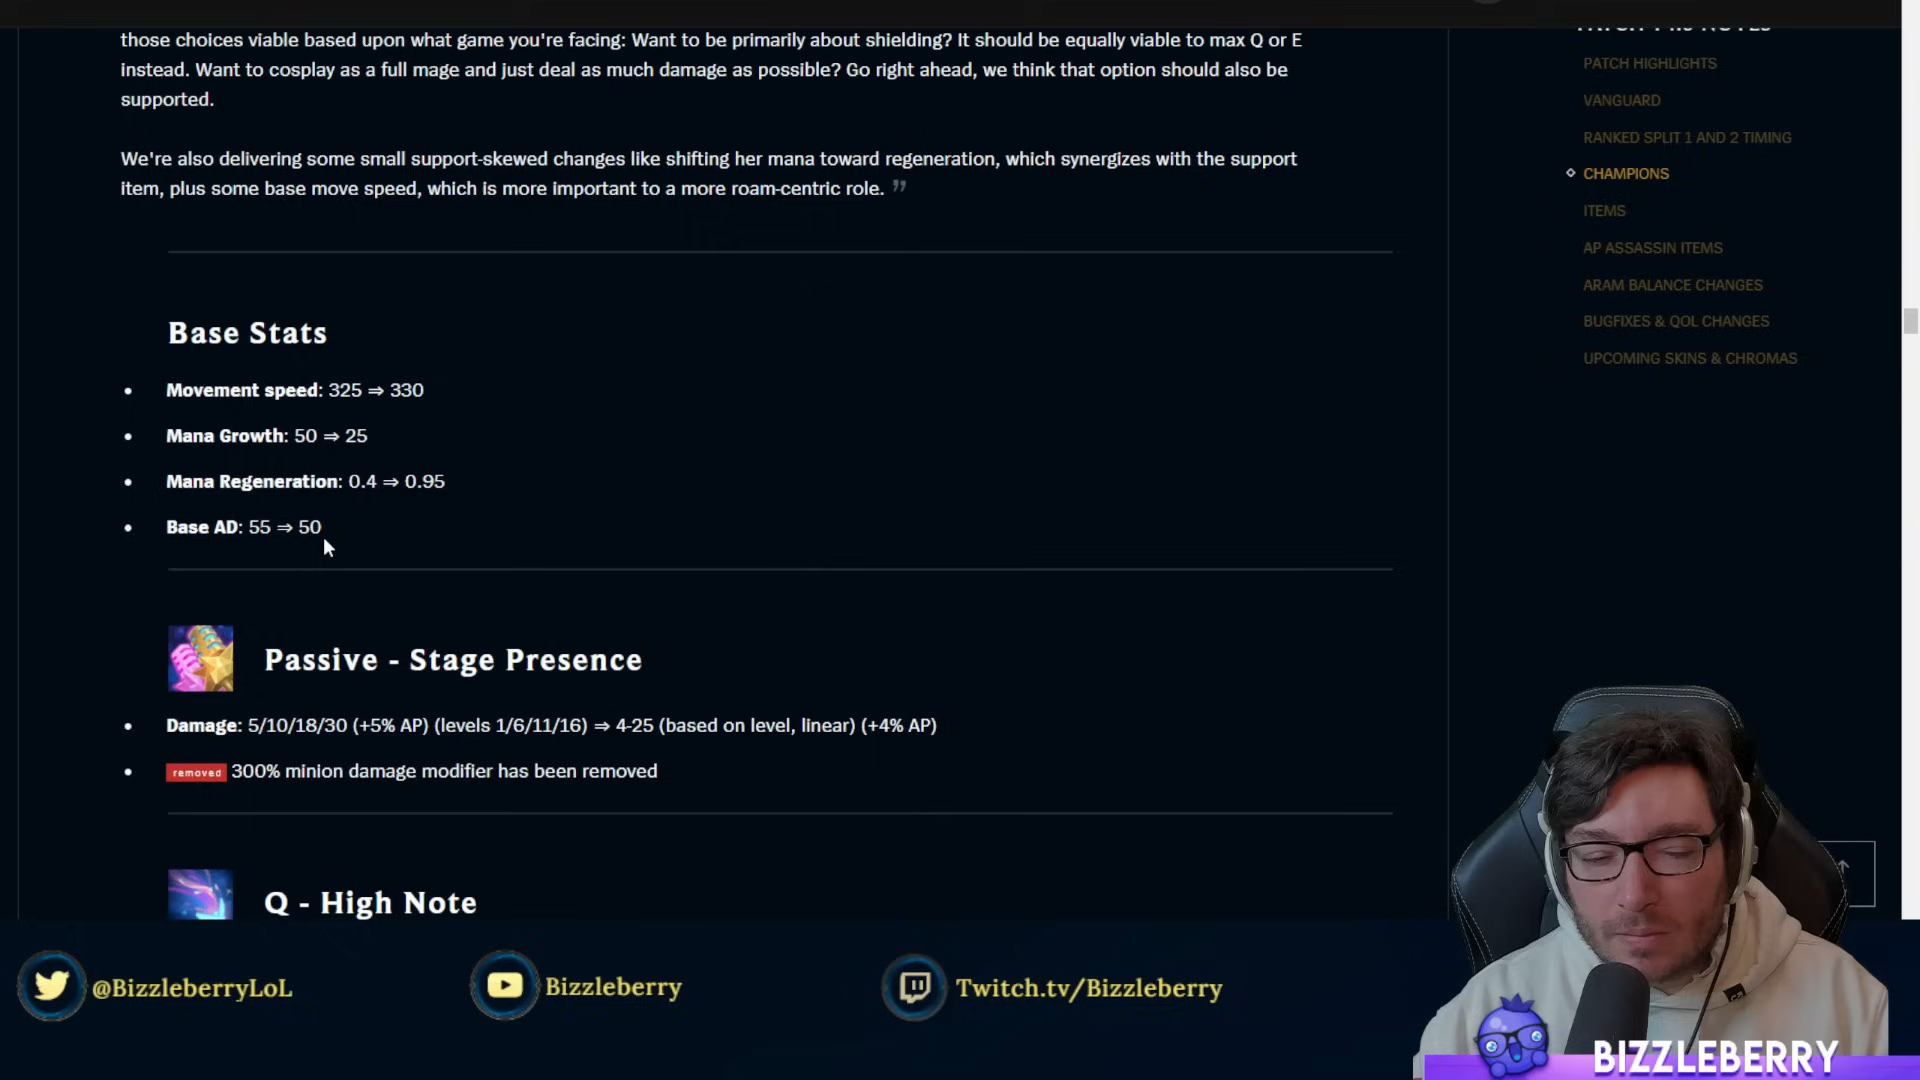 those choices viable based upon what game you're facing: Want to be primarily about shielding? It should be equally viable to max Q or E
instead. Want to cosplay as a full mage and just deal as much damage as possible? Go right ahead, we think that option should also be
supported.
We're also delivering some small support-skewed changes like shifting her mana toward regeneration, which synergizes with the support
item, plus some base move speed, which is more important to a more roam-centric role. ”
Base Stats
• Movement speed: 325 ⇒ 330
• Mana Growth: 50 ⇒ 25
• Mana Regeneration: 0.4 ⇒ 0.95
• Base AD: 55 ⇒ 50
Passive - Stage Presence
• Damage: 5/10/18/30 (+5% AP) (levels 1/6/11/16) ⇒ 4-25 (based on level, linear) (+4% AP)
• removed 300% minion damage modifier has been removed
Q - High Note
PATCH HIGHLIGHTS
VANGUARD
RANKED SPLIT 1 AND 2 TIMING
CHAMPIONS
ITEMS
AP ASSASSIN ITEMS
ARAM BALANCE CHANGES
BUGFIXES & QOL CHANGES
UPCOMING SKINS & CHROMAS
@BizzleberryLoL
Bizzleberry
Twitch.tv/Bizzleberry
BIZZLEBERRY